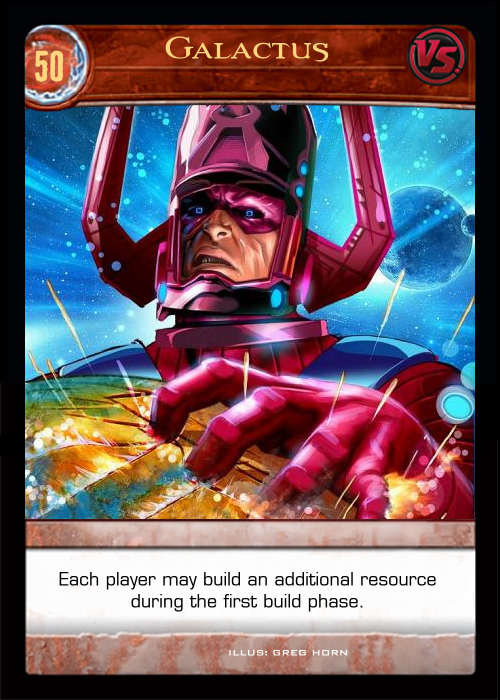 50
GALACTUS
VS.
Each player may build an additional resource
during the first build phase.
ILLUS: GREG HORN